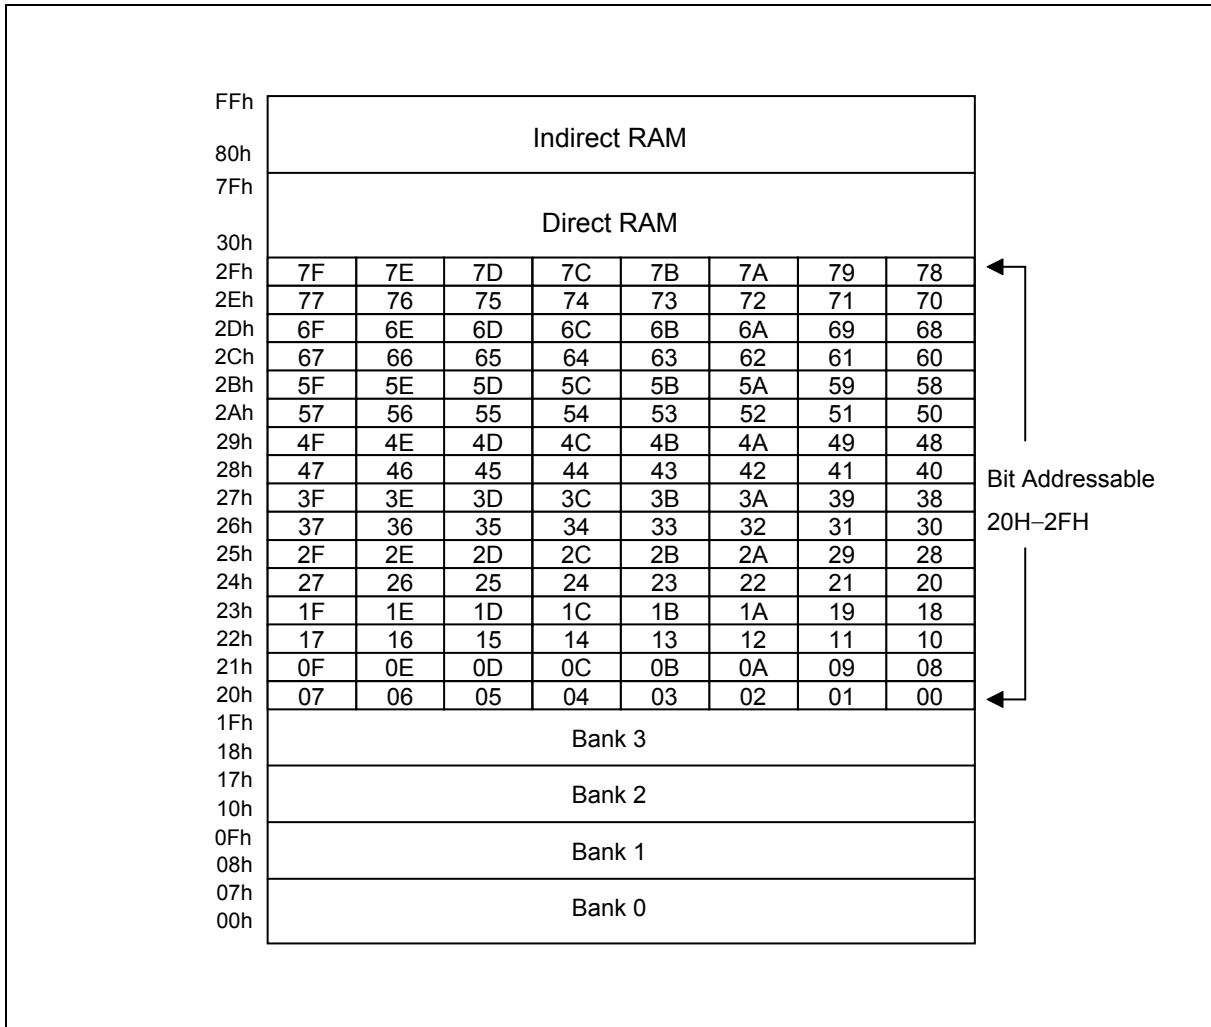 FFh
Indirect RAM
80h
7Fh
Direct RAM
30h
2Fh 7F 7E 7D 7C 7B 7A 79 78
2Eh 77 76 75 74 73 72 71 70
2Dh 6F 6E 6D 6C 6B 6A 69 68
2Ch 67 66 65 64 63 62 61 60
2Bh 5F 5E 5D 5C 5B 5A 59 58
2Ah 57 56 55 54 53 52 51 50
29h 4F 4E 4D 4C 4B 4A 49 48
28h 47 46 45 44 43 42 41 40
Bit Addressable
27h 3F 3E 3D 3C 3B 3A 39 38
26h 37 36 35 34 33 32 31 30
20H–2FH
25h 2F 2E 2D 2C 2B 2A 29 28
24h 27 26 25 24 23 22 21 20
23h 1F 1E 1D 1C 1B 1A 19 18
22h 17 16 15 14 13 12 11 10
21h 0F 0E 0D 0C 0B 0A 09 08
20h 07 06 05 04 03 02 01 00
1Fh
Bank 3
18h
17h
Bank 2
10h
0Fh
Bank 1
08h
07h
Bank 0
00h